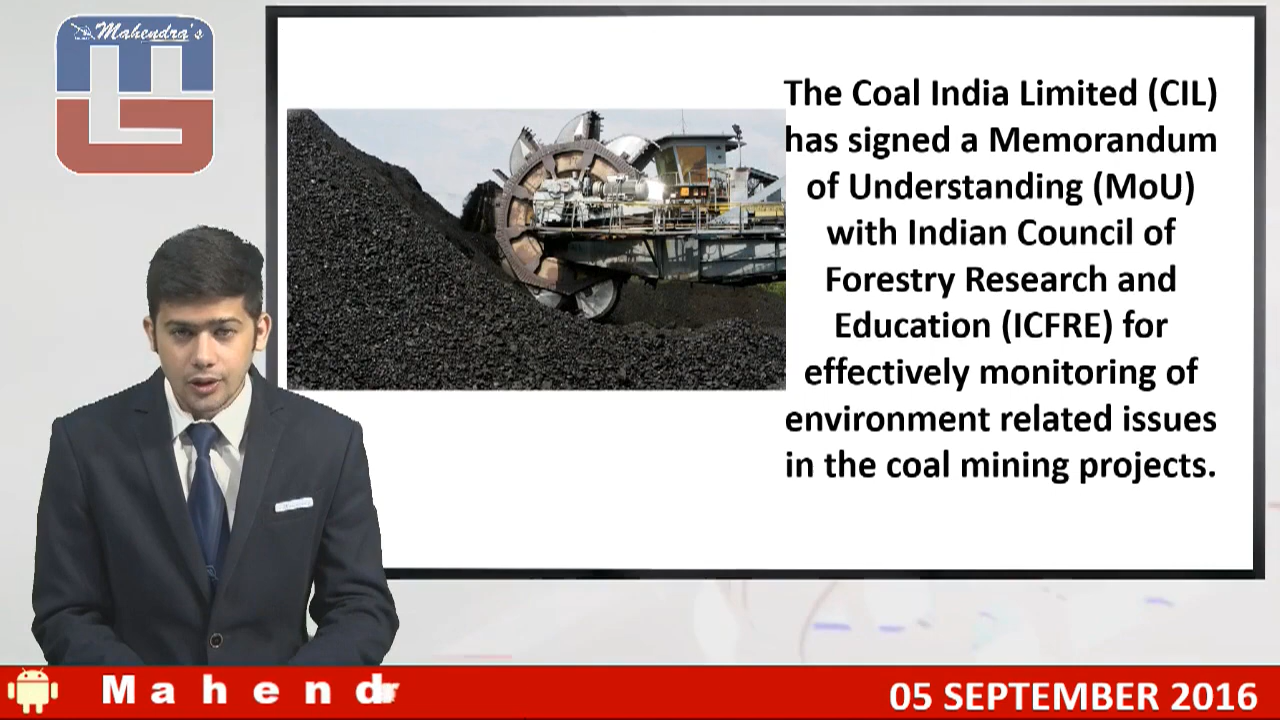 Mahendra's
The Coal India Limited (CIL)
has signed a Memorandum
of Understanding (MoU)
with Indian Council of
Forestry Research and
Education (ICFRE) for
effectively monitoring of
environment related issues
in the coal mining projects.
Mahend
05 SEPTEMBER 2016